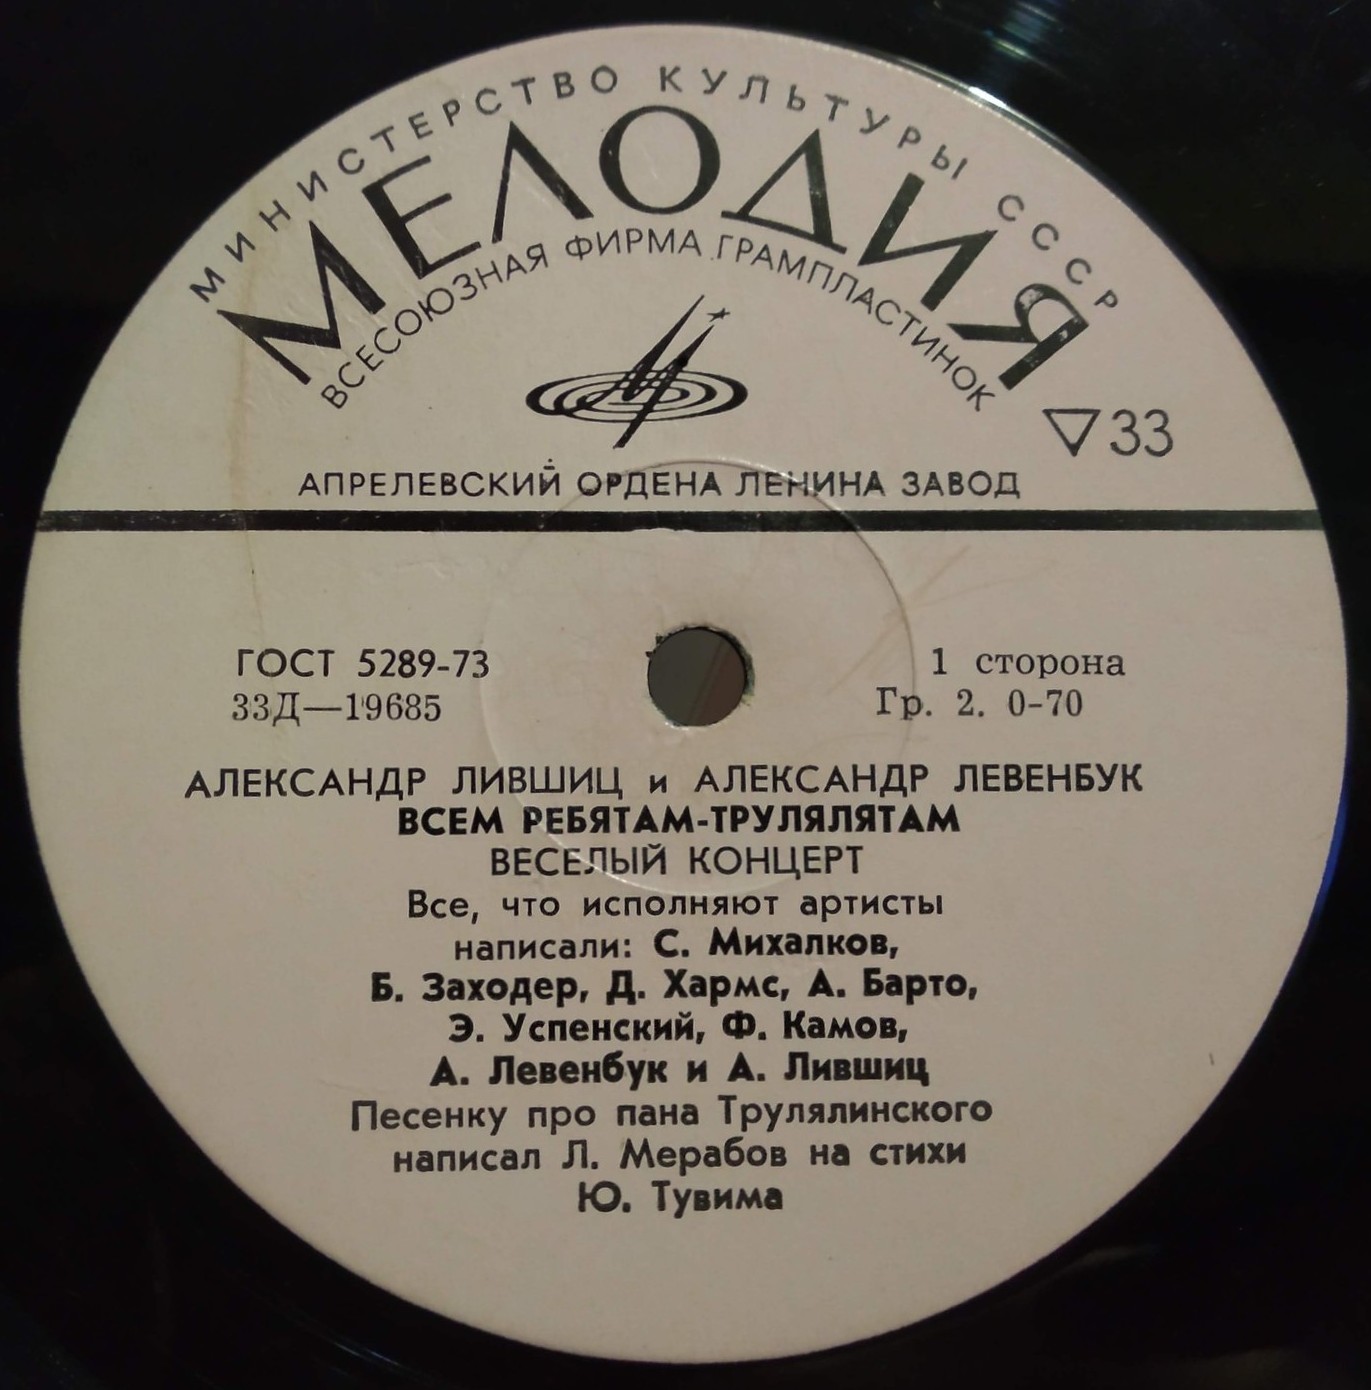 МИНИСТЕРСТВО КУЛЬТУРЫ СССР
МЕЛОДИЯ
ВСЕСОЮЗНАЯ ФИРМА ГРАМПЛАСТИНОК
33
АПРЕЛЕВСКИЙ ОРДЕНА ЛЕНИНА ЗАВОД
ГОСТ 5289-73
1 сторона
33Д—19685
Гр. 2. 0-70
АЛЕКСАНДР ЛИВШИЦ и АЛЕКСАНДР ЛЕВЕНБУК
ВСЕМ РЕБЯТАМ-ТРУЛЯЛЯТАМ
ВЕСЕЛЫЙ КОНЦЕРТ
Все, что исполняют артисты
написали: С. Михалков,
Б. Заходер, Д. Хармс, А. Барто,
Э. Успенский, Ф. Камов,
А. Левенбук и А. Лившиц
Песенку про пана Трулялинского
написал Л. Мерабов на стихи
Ю. Тувима